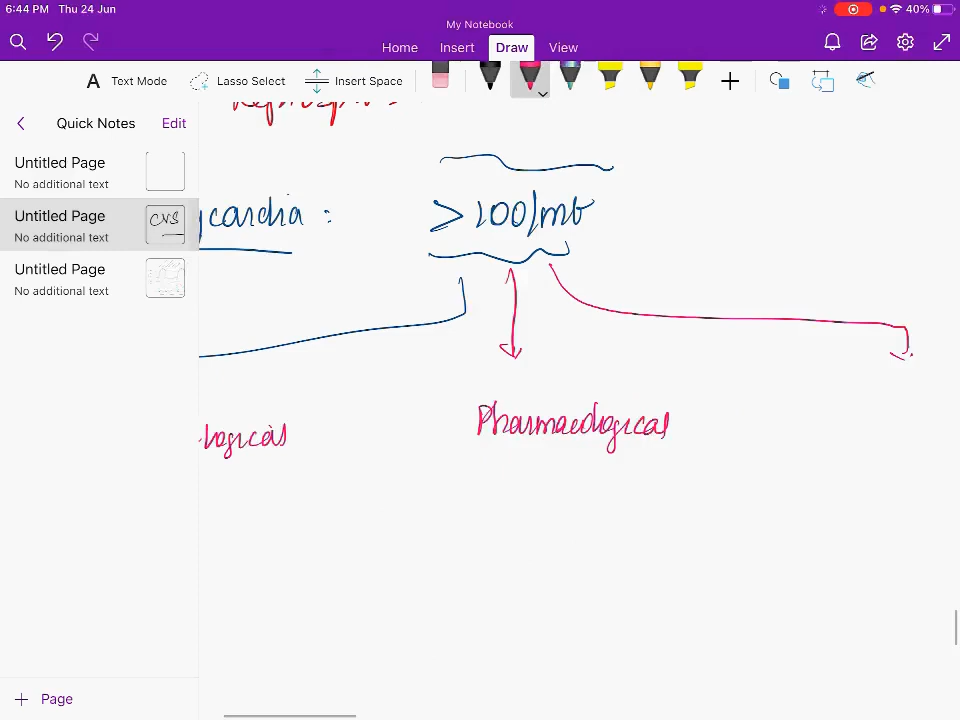 6:44 PM Thu 24 Jun
40%
My Notebook
Home Insert Draw View
Text Mode Lasso Select Insert Space
Quick Notes Edit
Untitled Page
No additional text
Untitled Page
No additional text
CNS
Untitled Page
No additional text
ycardia :
>100/mt
logical
Pharmacological
Page